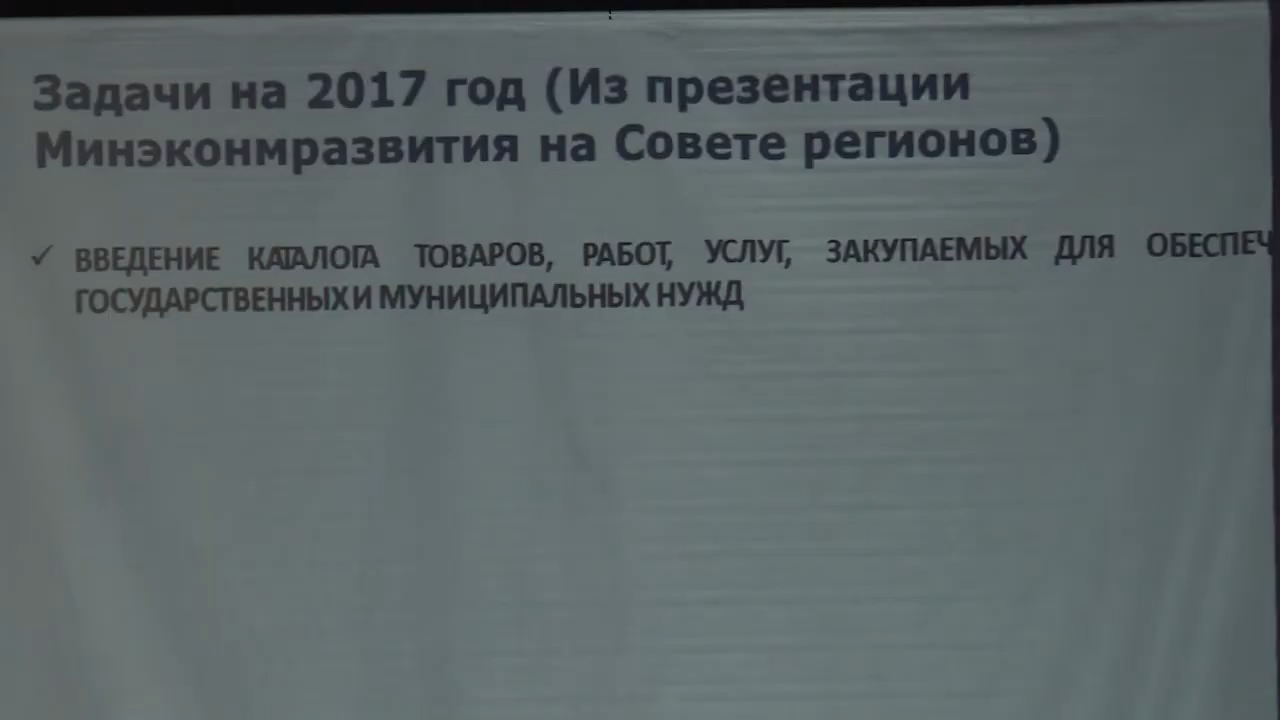 Задачи на 2017 год (Из презентации
Минэконмразвития на Совете регионов)
✓ ВВЕДЕНИЕ КАТАЛОГА ТОВАРОВ, РАБОТ, УСЛУГ, ЗАКУПАЕМЫХ ДЛЯ ОБЕСПЕЧ
ГОСУДАРСТВЕННЫХ И МУНИЦИПАЛЬНЫХ НУЖД